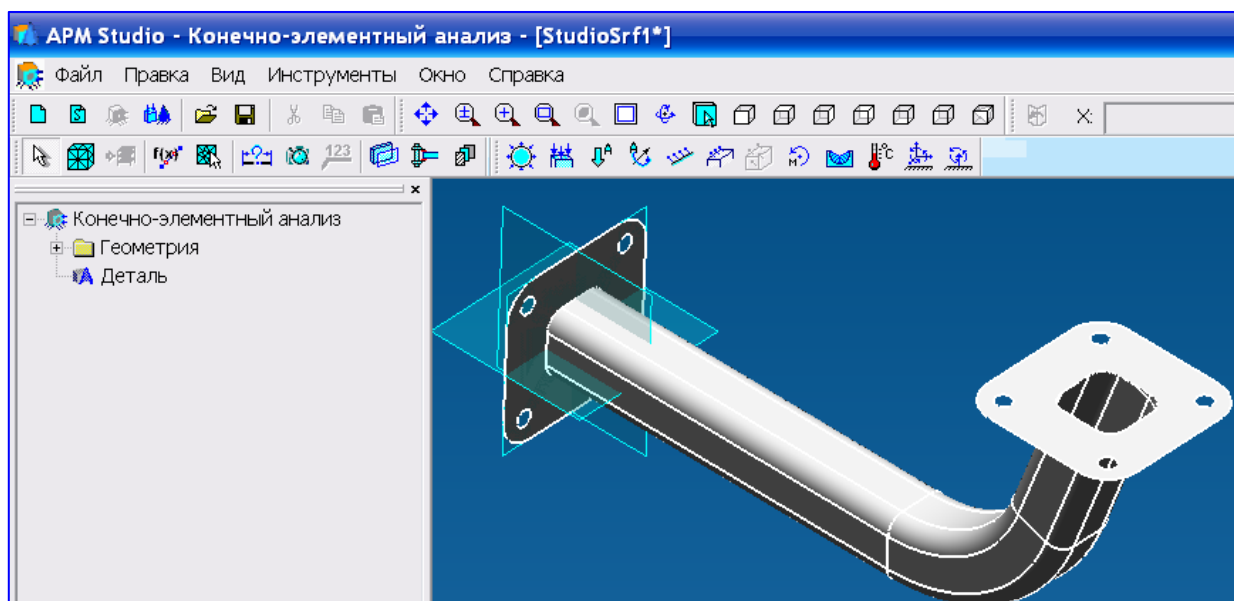 APM Studio - Конечно-элементный анализ - [StudioSrf1*]
Файл Правка Вид Инструменты Окно Справка
X:
f(x) 123 A A M °C
Конечно-элементный анализ
Геометрия
Деталь